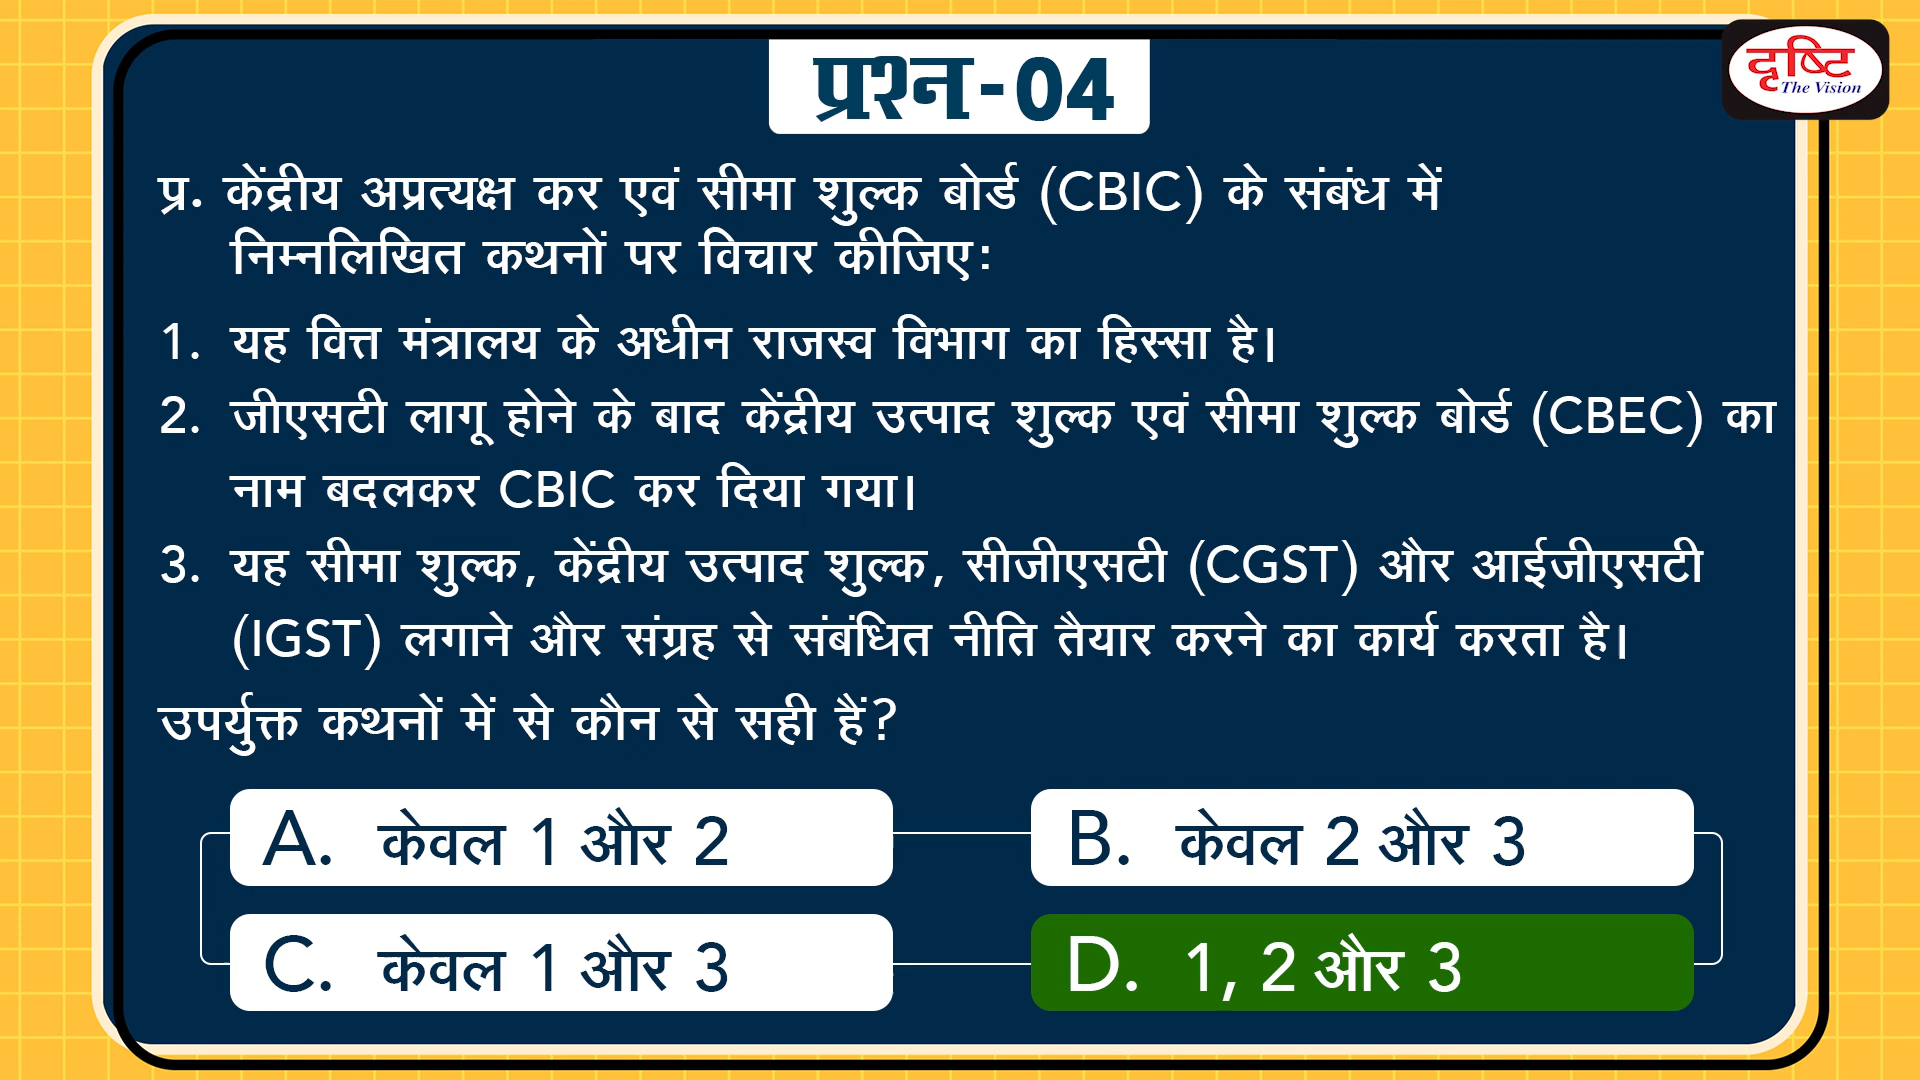 प्रश्न-04
दृष्टि
The Vision
प्र. केंद्रीय अप्रत्यक्ष कर एवं सीमा शुल्क बोर्ड (CBIC) के संबंध में
निम्नलिखित कथनों पर विचार कीजिए:
1. यह वित्त मंत्रालय के अधीन राजस्व विभाग का हिस्सा है।
2. जीएसटी लागू होने के बाद केंद्रीय उत्पाद शुल्क एवं सीमा शुल्क बोर्ड (CBEC) का
नाम बदलकर CBIC कर दिया गया।
3. यह सीमा शुल्क, केंद्रीय उत्पाद शुल्क, सीजीएसटी (CGST) और आईजीएसटी
(IGST) लगाने और संग्रह से संबंधित नीति तैयार करने का कार्य करता है।
उपर्युक्त कथनों में से कौन से सही हैं?
A. केवल 1 और 2
B. केवल 2 और 3
C. केवल 1 और 3
D. 1, 2 और 3